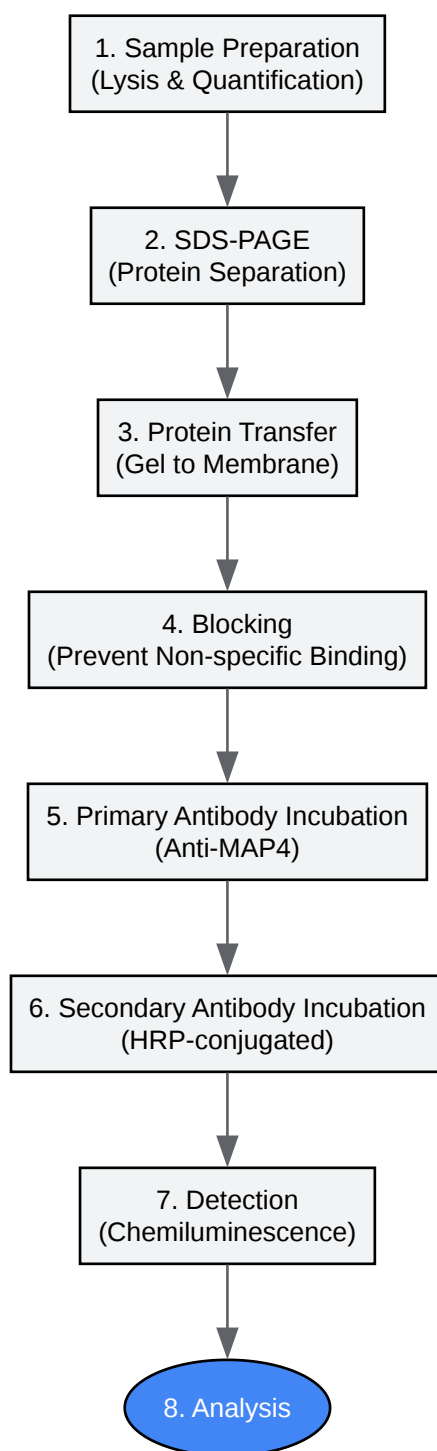 1. Sample Preparation
(Lysis & Quantification)
2. SDS-PAGE
(Protein Separation)
3. Protein Transfer
(Gel to Membrane)
4. Blocking
(Prevent Non-specific Binding)
5. Primary Antibody Incubation
(Anti-MAP4)
6. Secondary Antibody Incubation
(HRP-conjugated)
7. Detection
(Chemiluminescence)
8. Analysis